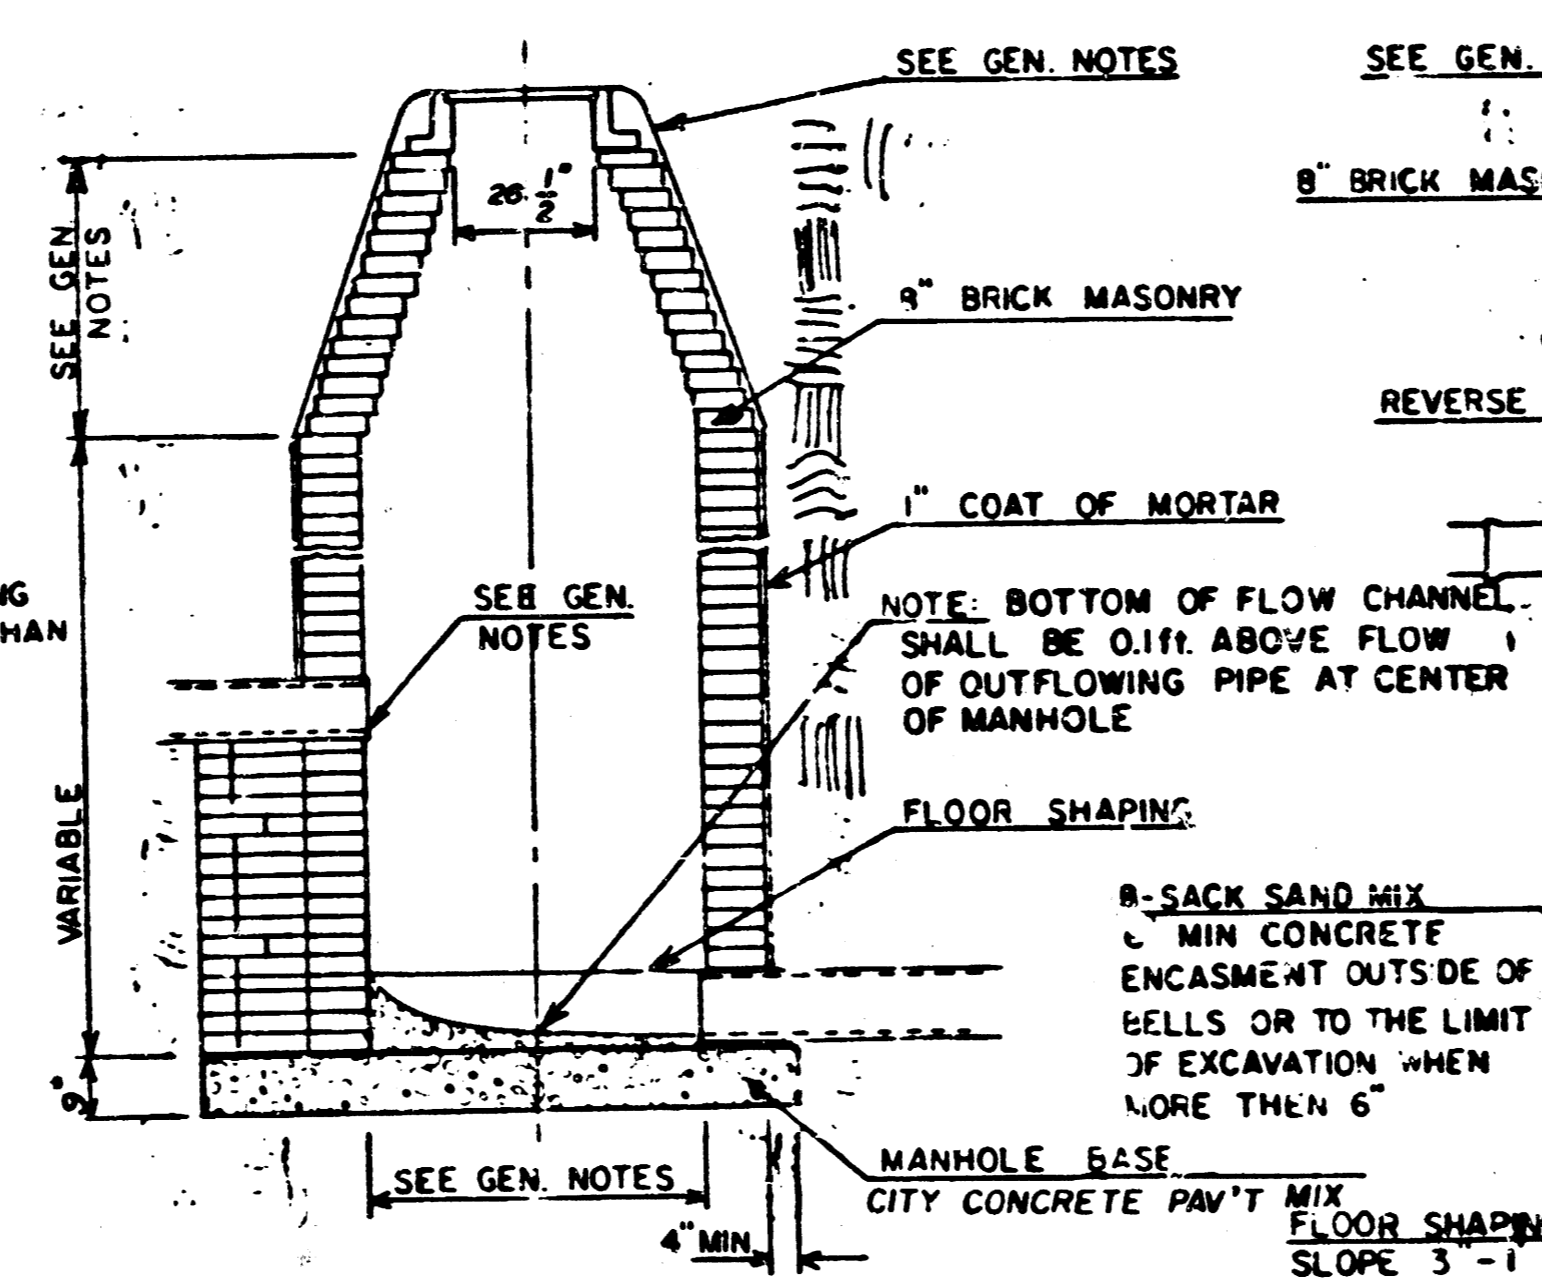 SEE GEN. NOTES
SEE GEN.
8" BRICK MAS
26 1/2"
SEE GEN
NOTES
8" BRICK MASONRY
REVERSE
1" COAT OF MORTAR
NG
HAN
SEE GEN.
NOTES
NOTE: BOTTOM OF FLOW CHANNEL
SHALL BE 0.1ft. ABOVE FLOW
OF OUTFLOWING PIPE AT CENTER
OF MANHOLE
VARIABLE
FLOOR SHAPING
8-SACK SAND MIX
MIN CONCRETE
ENCASMENT OUTSIDE OF
BELLS OR TO THE LIMIT
OF EXCAVATION WHEN
MORE THEN 6"
9"
MANHOLE BASE
CITY CONCRETE PAV'T MIX
SEE GEN. NOTES
4" MIN
FLOOR SHAPIN
SLOPE 3"-1